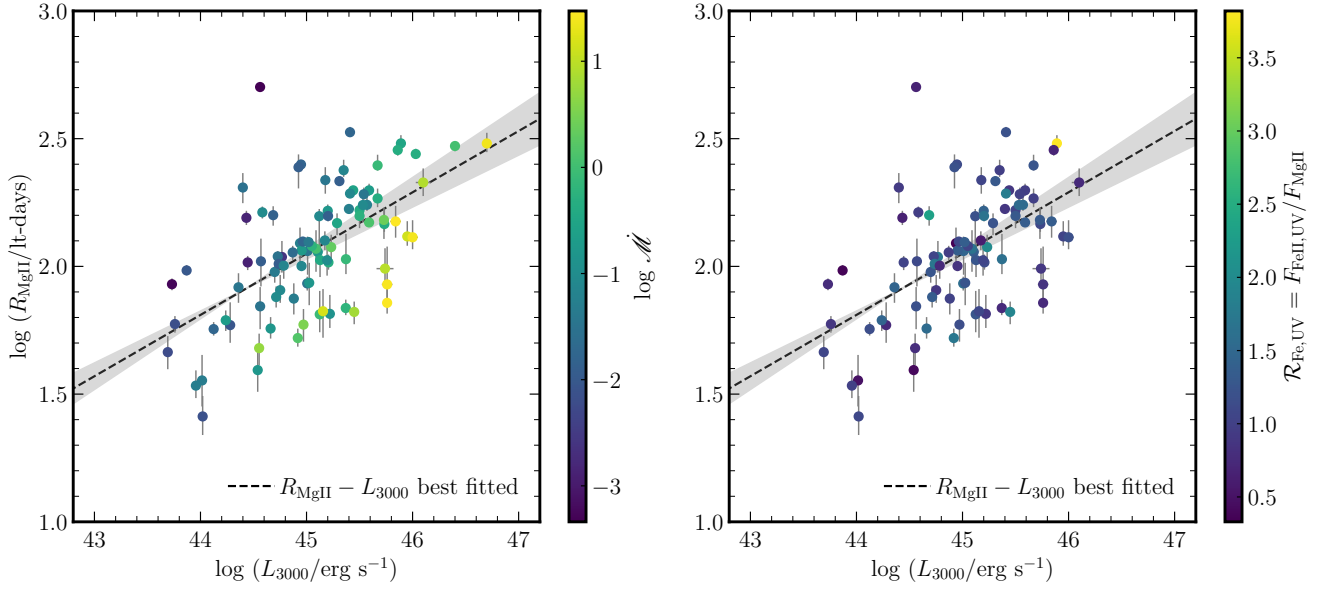 3.0
2.5
2.0
1.5
1.0
43 44 45 46 47
log (R_MgII/lt-days)
log (L_3000/erg s^−1)
R_MgII − L_3000 best fitted
1
0
−1
−2
−3
log ℳ̇
3.0
2.5
2.0
1.5
1.0
43 44 45 46 47
log (L_3000/erg s^−1)
R_MgII − L_3000 best fitted
3.5
3.0
2.5
2.0
1.5
1.0
0.5
ℛ_Fe,UV = F_FeII,UV/F_MgII